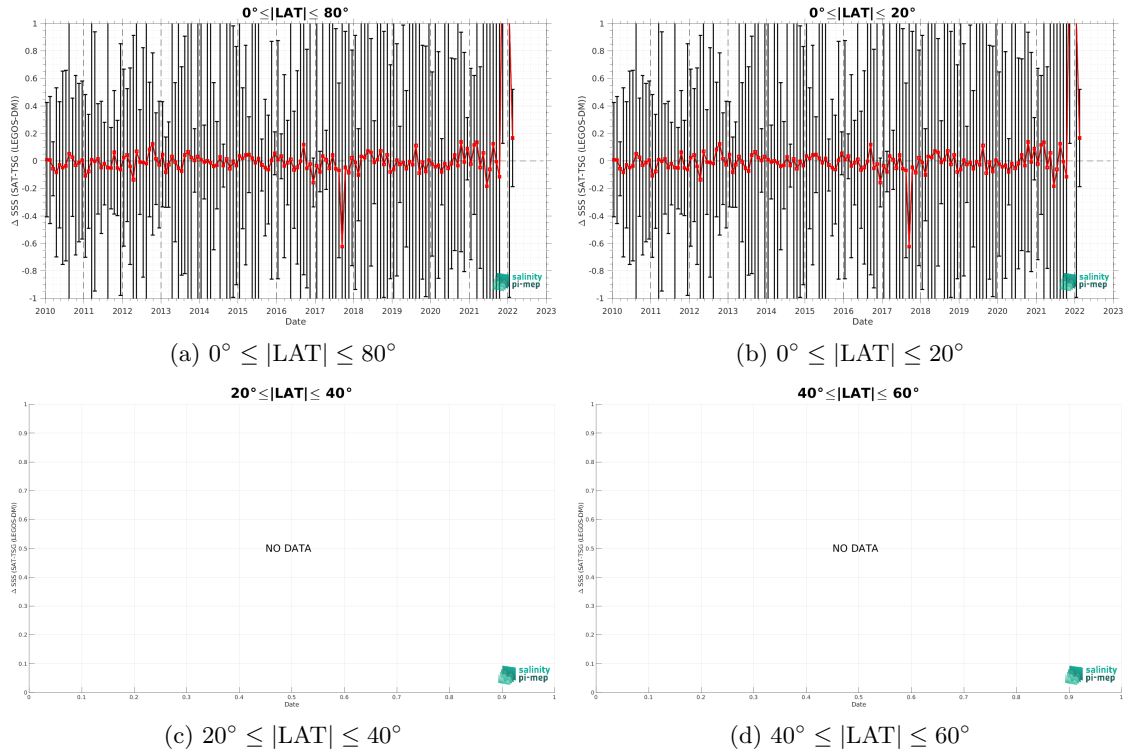 0°≤|LAT|≤ 80°
Δ SSS (SAT-TSG (LEGOS-DM))
1
0.8
0.6
0.4
0.2
0
-0.2
-0.4
-0.6
-0.8
-1
2010 2011 2012 2013 2014 2015 2016 2017 2018 2019 2020 2021 2022 2023
Date
salinity
pi-mep
(a) 0° ≤ |LAT| ≤ 80°
0°≤|LAT|≤ 20°
Δ SSS (SAT-TSG (LEGOS-DM))
1
0.8
0.6
0.4
0.2
0
-0.2
-0.4
-0.6
-0.8
-1
2010 2011 2012 2013 2014 2015 2016 2017 2018 2019 2020 2021 2022 2023
Date
salinity
pi-mep
(b) 0° ≤ |LAT| ≤ 20°
20°≤|LAT|≤ 40°
Δ SSS (SAT-TSG (LEGOS-DM))
1
0.9
0.8
0.7
0.6
0.5
0.4
0.3
0.2
0.1
0
NO DATA
0 0.1 0.2 0.3 0.4 0.5 0.6 0.7 0.8 0.9 1
Date
salinity
pi-mep
(c) 20° ≤ |LAT| ≤ 40°
40°≤|LAT|≤ 60°
Δ SSS (SAT-TSG (LEGOS-DM))
1
0.9
0.8
0.7
0.6
0.5
0.4
0.3
0.2
0.1
0
NO DATA
0 0.1 0.2 0.3 0.4 0.5 0.6 0.7 0.8 0.9 1
Date
salinity
pi-mep
(d) 40° ≤ |LAT| ≤ 60°